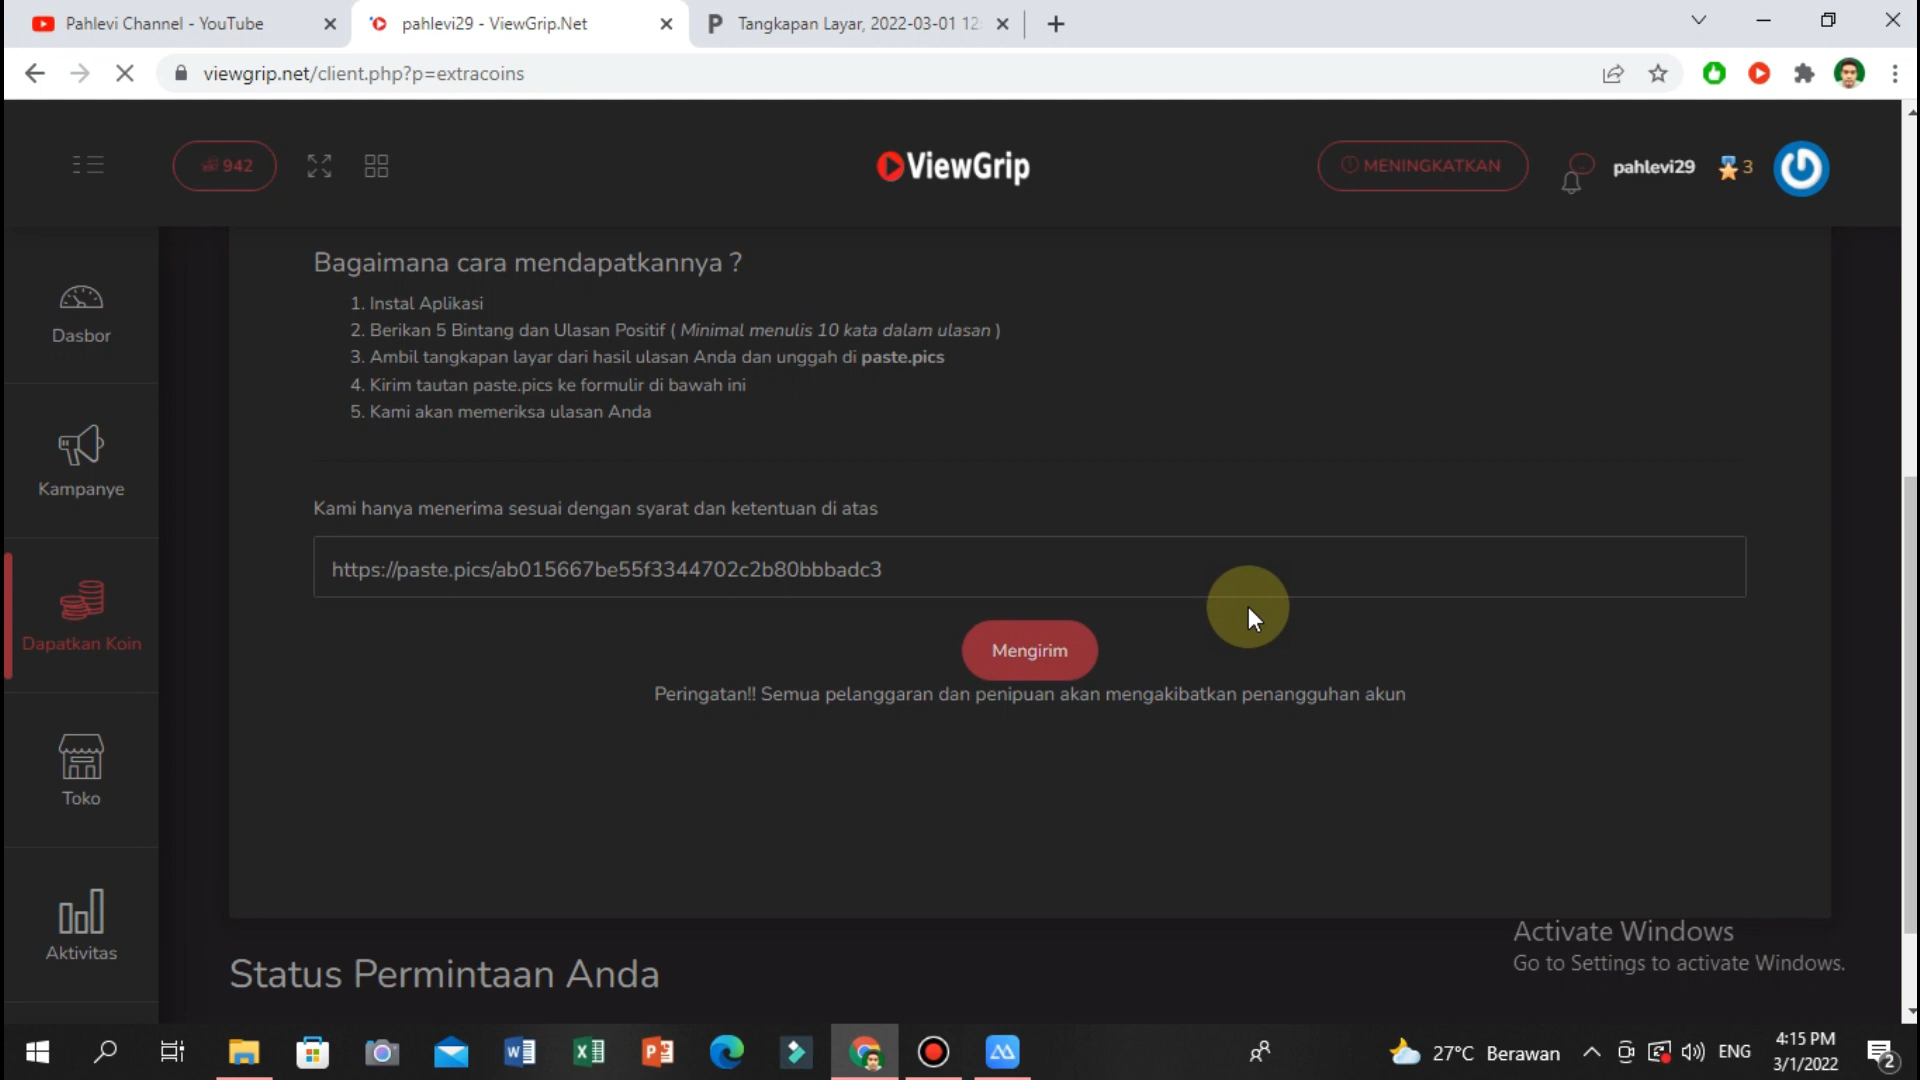 Pahlevi Channel - YouTube
pahlevi29 - ViewGrip.Net
Tangkapan Layar, 2022-03-01 12:
viewgrip.net/client.php?p=extracoins
942
ViewGrip
MENINGKATKAN
pahlevi29
3
Dasbor
Kampanye
Dapatkan Koin
Toko
Aktivitas
Bagaimana cara mendapatkannya ?
1. Instal Aplikasi
2. Berikan 5 Bintang dan Ulasan Positif ( Minimal menulis 10 kata dalam ulasan )
3. Ambil tangkapan layar dari hasil ulasan Anda dan unggah di paste.pics
4. Kirim tautan paste.pics ke formulir di bawah ini
5. Kami akan memeriksa ulasan Anda
Kami hanya menerima sesuai dengan syarat dan ketentuan di atas
https://paste.pics/ab015667be55f3344702c2b80bbbadc3
Mengirim
Peringatan!! Semua pelanggaran dan penipuan akan mengakibatkan penangguhan akun
Status Permintaan Anda
Activate Windows
Go to Settings to activate Windows.
27°C Berawan
ENG
4:15 PM
3/1/2022
2